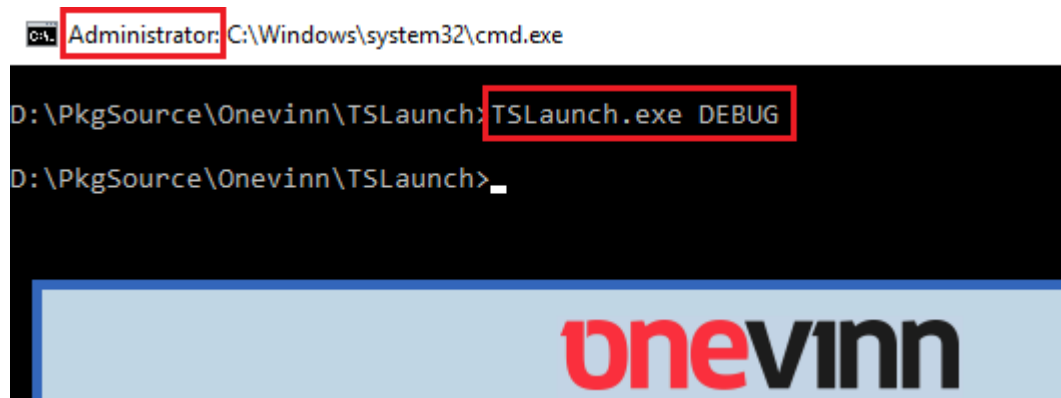 Administrator: C:\Windows\system32\cmd.exe
D:\PkgSource\Onevinn\TSLaunch>TSLaunch.exe DEBUG
D:\PkgSource\Onevinn\TSLaunch>
onevinn